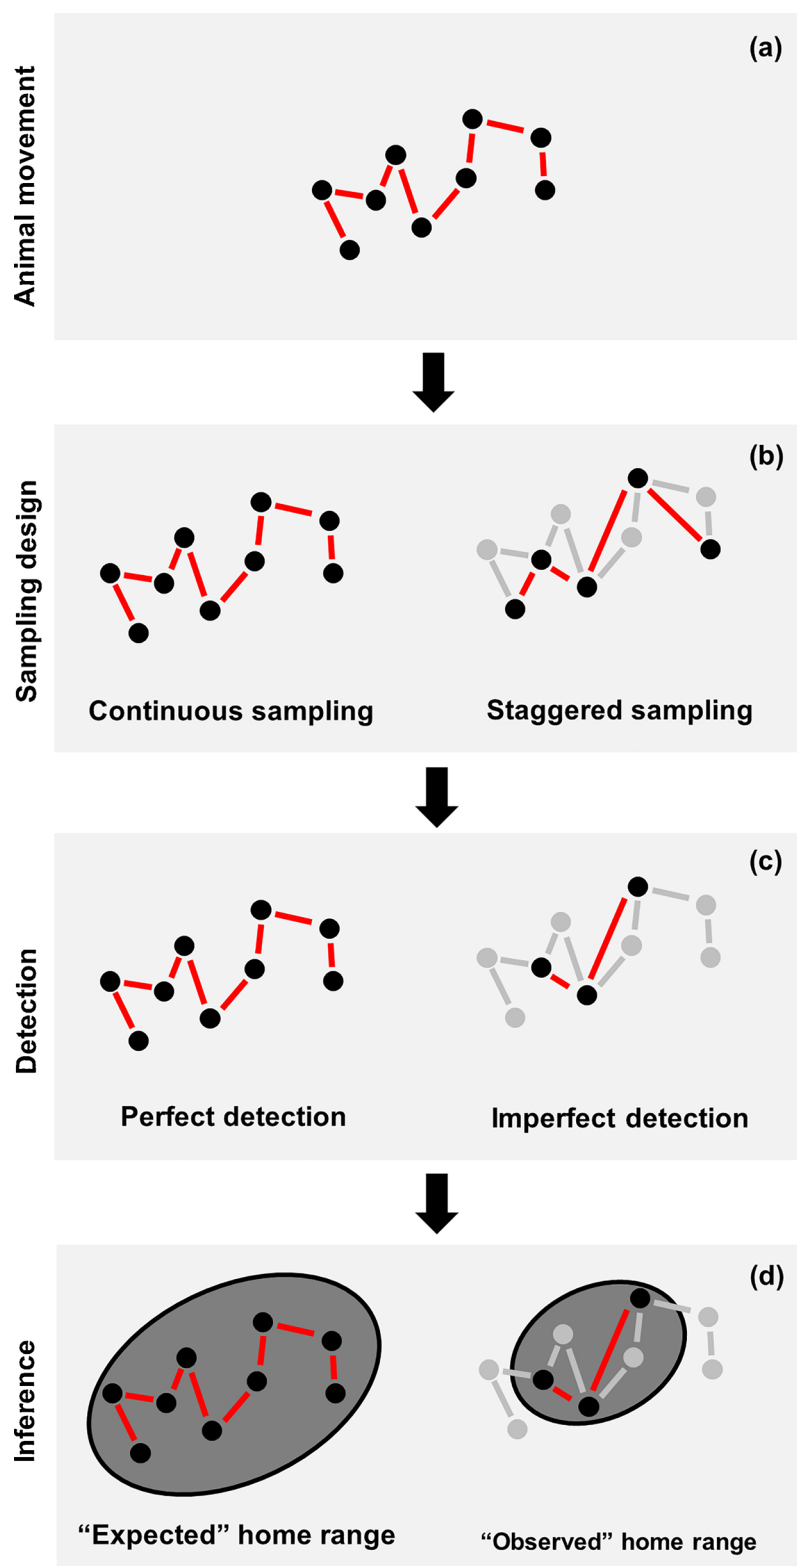 (a)
Animal movement
(b)
Sampling design
Continuous sampling
Staggered sampling
(c)
Detection
Perfect detection
Imperfect detection
(d)
Inference
“Expected” home range
“Observed” home range